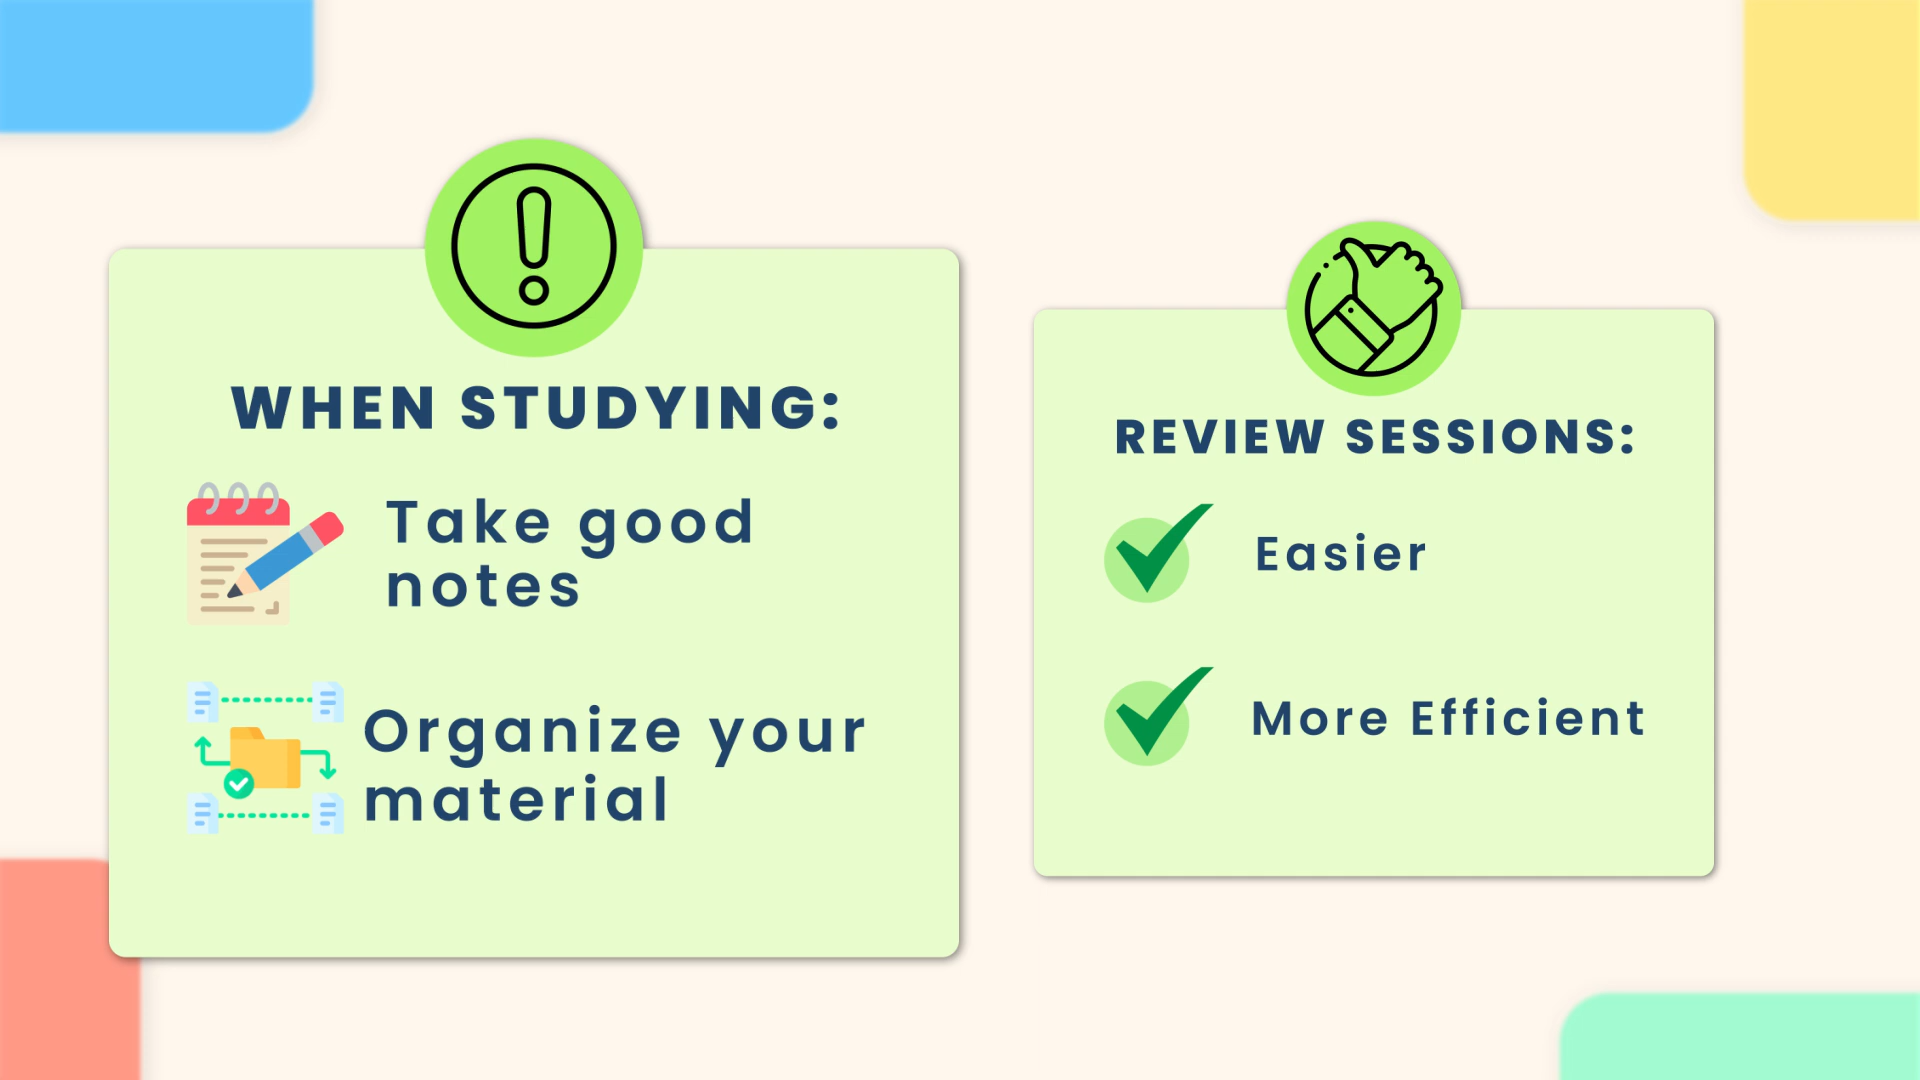 WHEN STUDYING:
Take good
notes
Organize your
material
REVIEW SESSIONS:
Easier
More Efficient